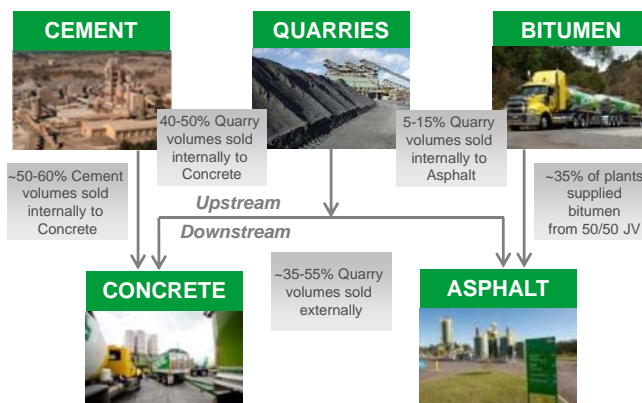 CEMENT
QUARRIES
BITUMEN
40-50% Quarry
volumes sold
internally to
Concrete
5-15% Quarry
volumes sold
internally to
Asphalt
~50-60% Cement
volumes sold
internally to
Concrete
~35% of plants
supplied
bitumen
from 50/50 JV
Upstream
Downstream
CONCRETE
~35-55% Quarry
volumes sold
externally
ASPHALT